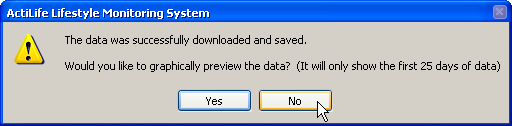 ActiLife Lifestyle Monitoring System
The data was successfully downloaded and saved.
Would you like to graphically preview the data?  (It will only show the first 25 days of data)
Yes
No